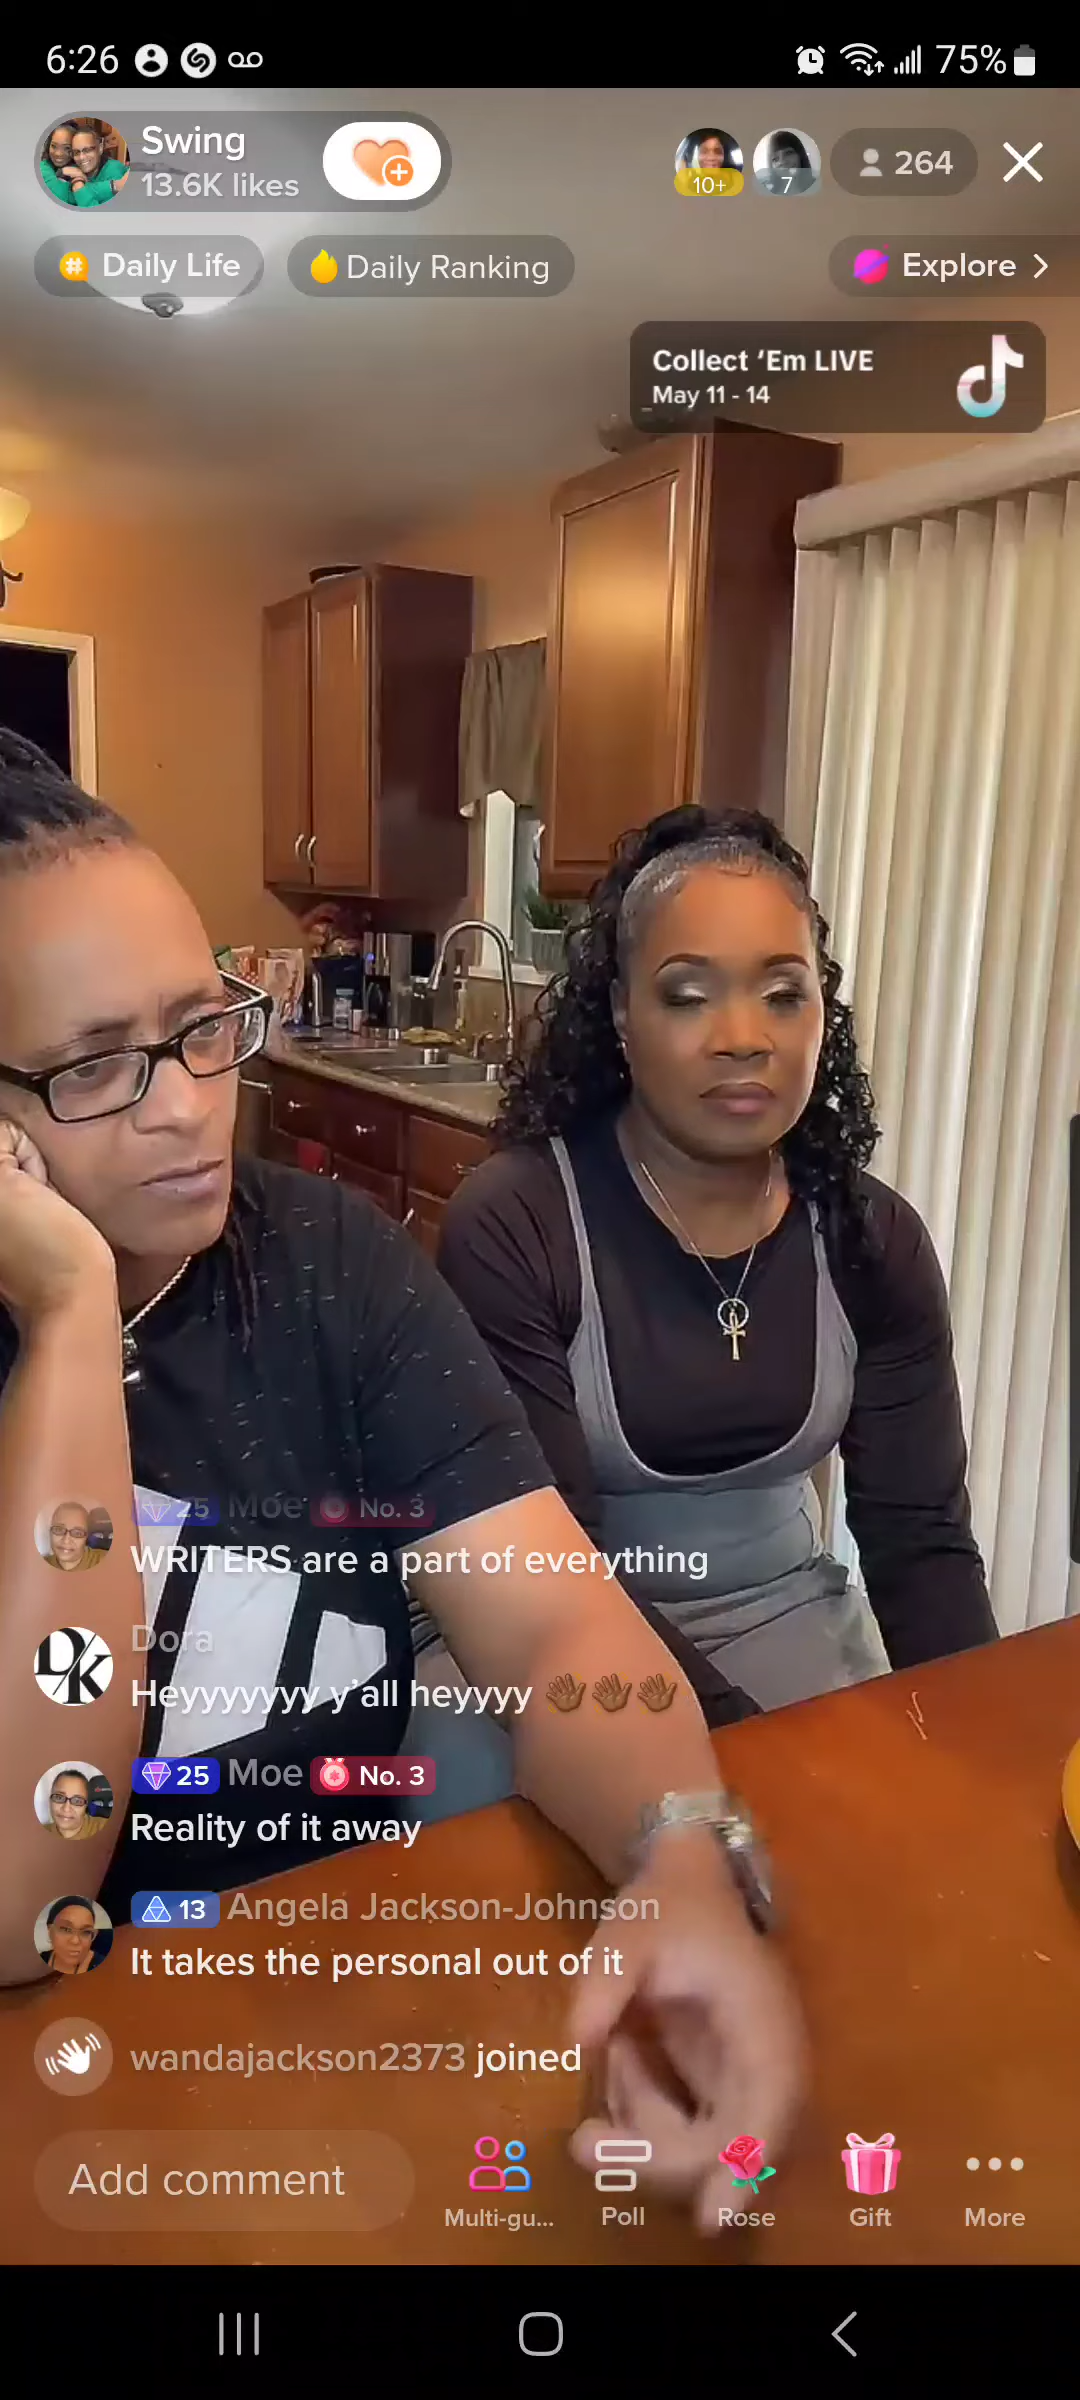 6:26
75%
Swing
13.6K likes
10+
7
264
Daily Life
Daily Ranking
Explore
Collect ‘Em LIVE
May 11 - 14
25 Moe No. 3
WRITERS are a part of everything
Dora
Heyyyyyyy y’all heyyyy 👋🏾👋🏾👋🏾
25 Moe No. 3
Reality of it away
13 Angela Jackson-Johnson
It takes the personal out of it
wandajackson2373 joined
Add comment
Multi-gu...
Poll
Rose
Gift
More